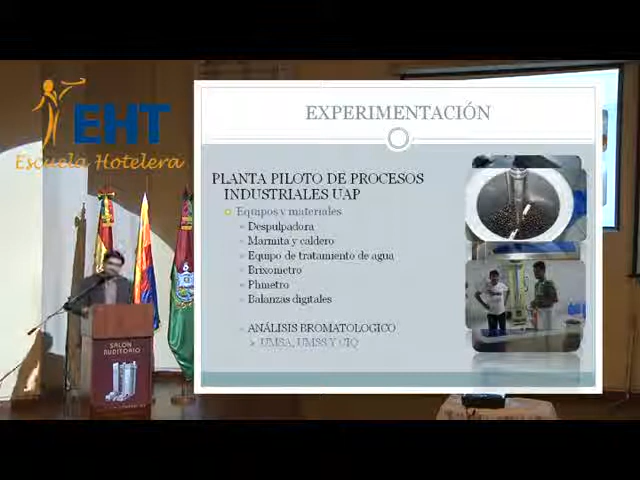 EHT
Escuela Hotelera
EXPERIMENTACIÓN
PLANTA PILOTO DE PROCESOS
INDUSTRIALES UAP
Equipos y materiales
Despulpadora
Marmita y caldero
Equipo de tratamiento de agua
Brixometro
Phmetro
Balanzas digitales
ANÁLISIS BROMATOLOGICO
UMSA, UMSS Y CIQ
SALON
AUDITORIO